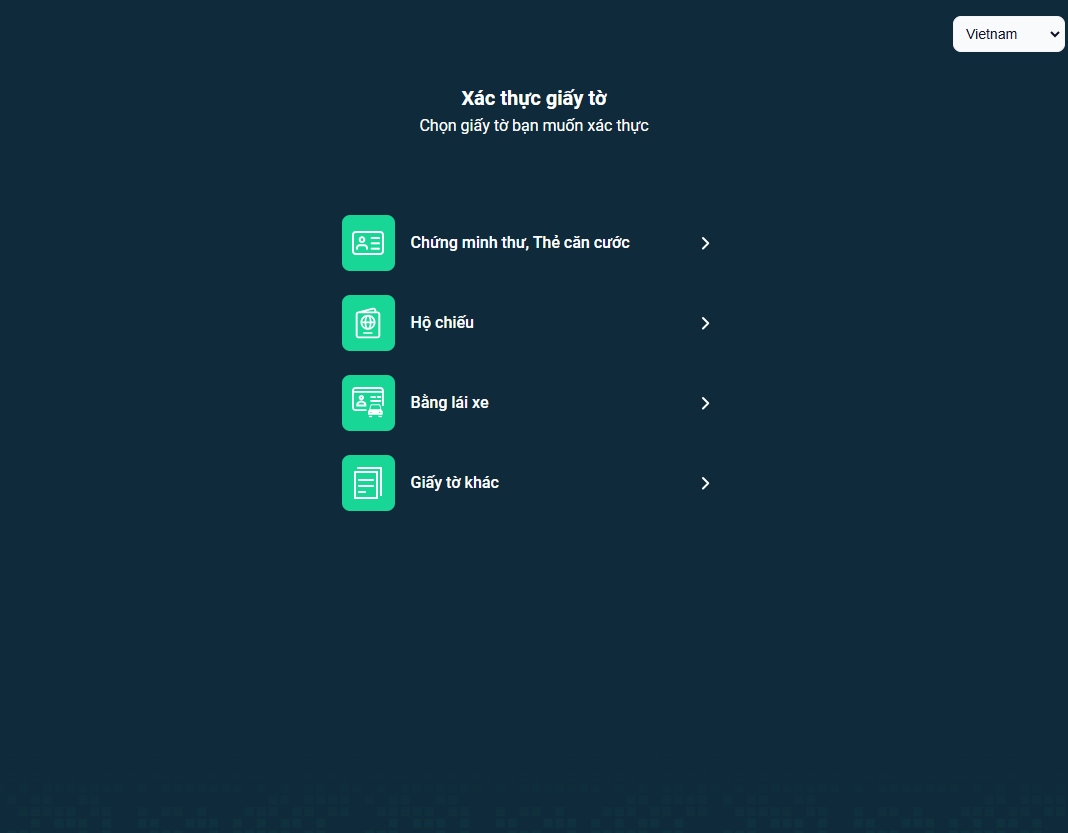 Vietnam
Xác thực giấy tờ
Chọn giấy tờ bạn muốn xác thực
Chứng minh thư, Thẻ căn cước
Hộ chiếu
Bằng lái xe
Giấy tờ khác